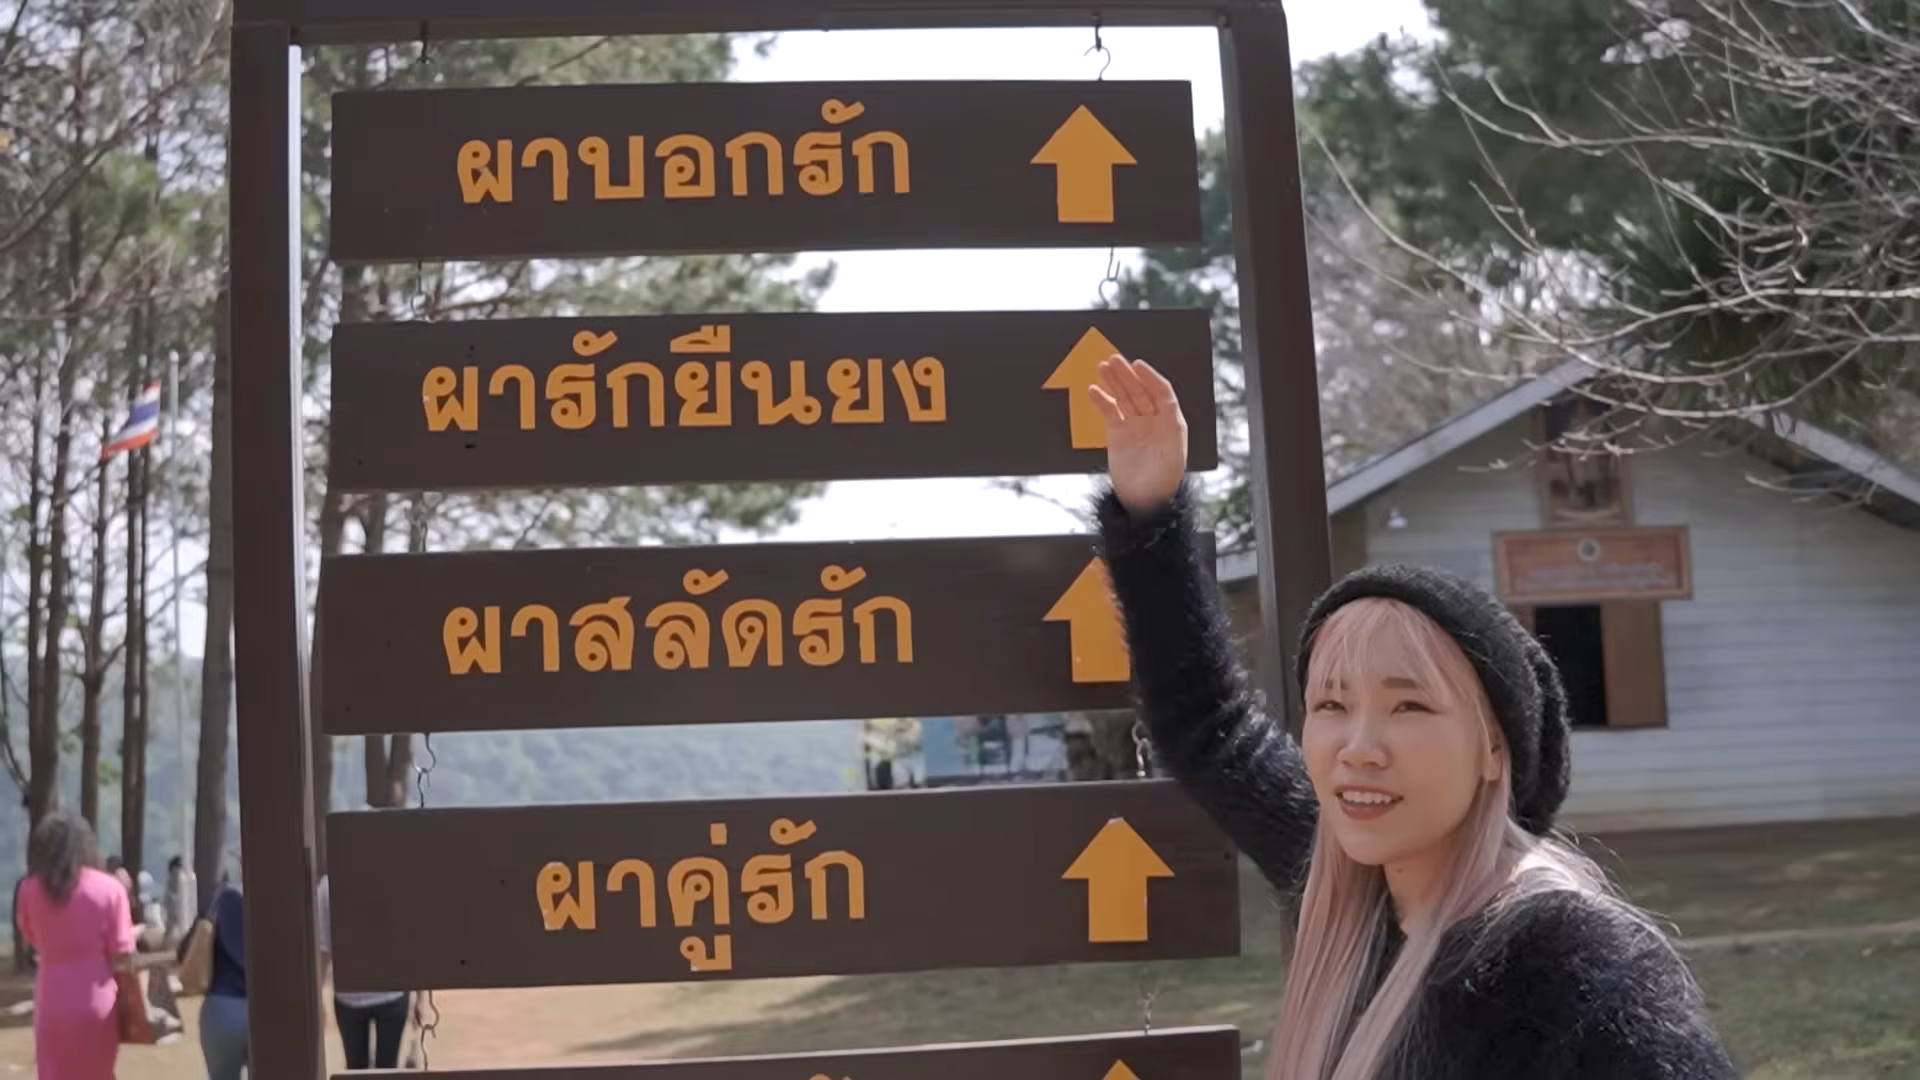 ผาบอกรัก
ผารักยืนยง
ผาสลัดรัก
ผาคู่รัก